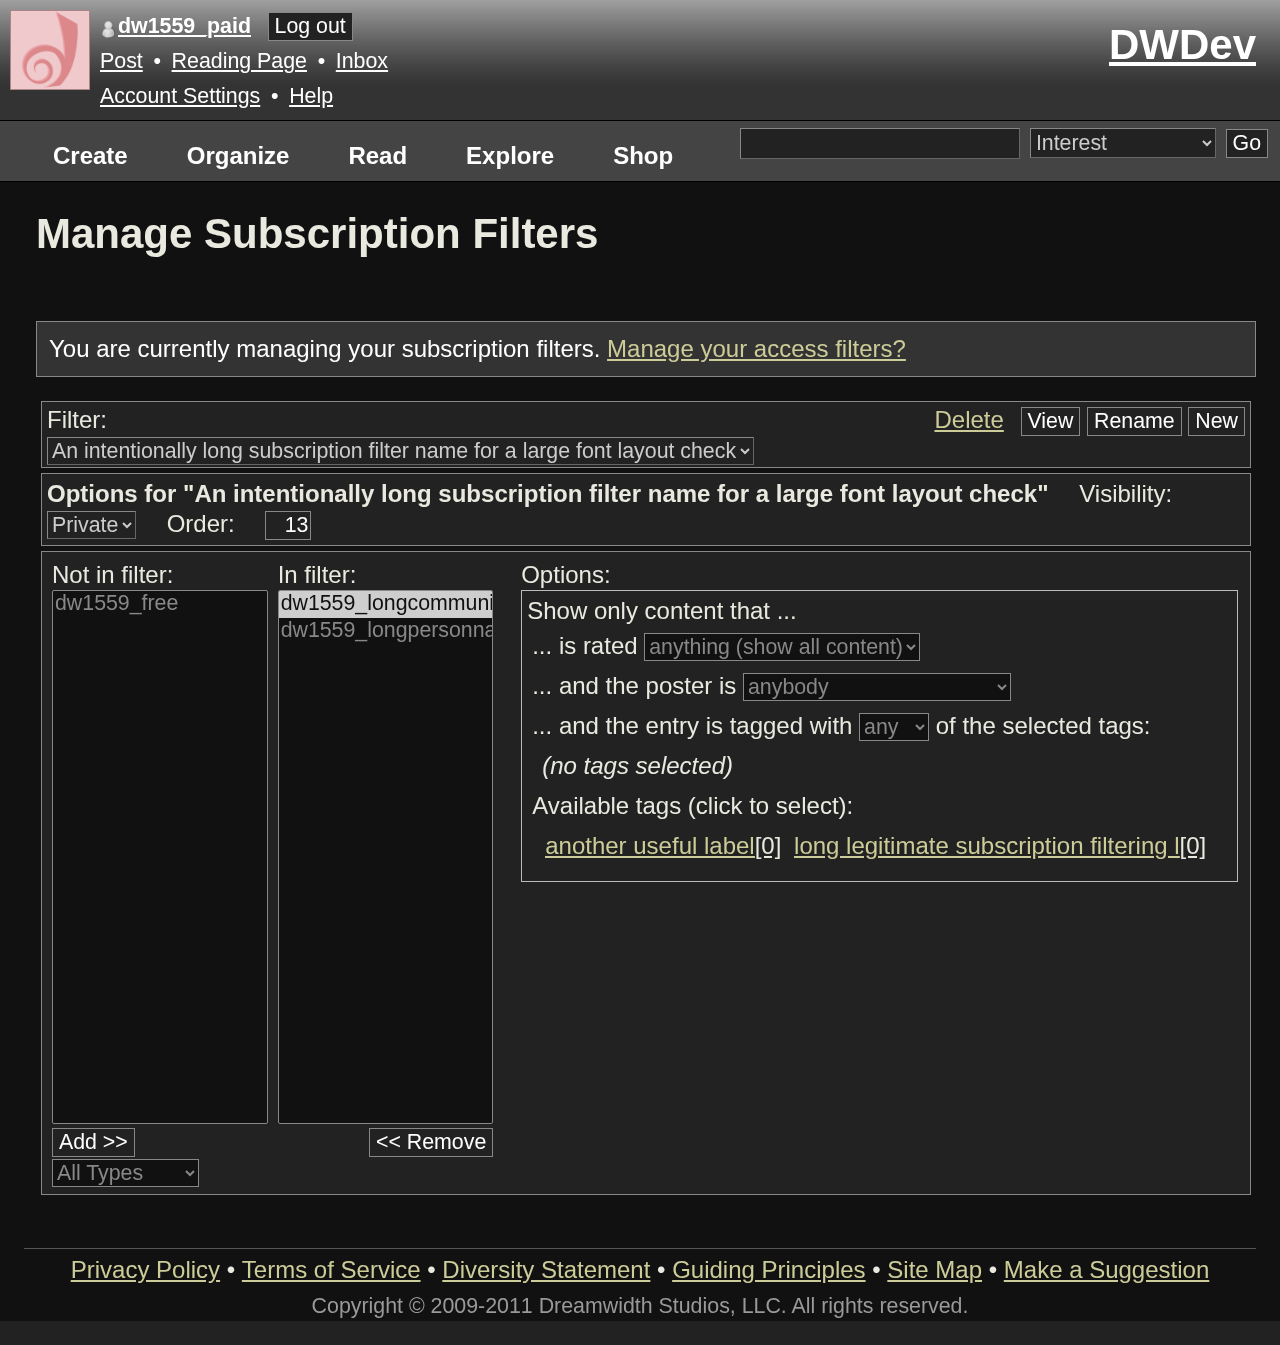 dw1559_paid Log out
DWDev
Post • Reading Page • Inbox
Account Settings • Help
Create Organize Read Explore Shop Interest Go
Manage Subscription Filters
You are currently managing your subscription filters. Manage your access filters?
Filter: Delete View Rename New
An intentionally long subscription filter name for a large font layout check
Options for "An intentionally long subscription filter name for a large font layout check" Visibility:
Private Order: 13
Not in filter: In filter: Options:
dw1559_free
dw1559_longcommuni
dw1559_longpersonna
Show only content that ...
... is rated anything (show all content)
... and the poster is anybody
... and the entry is tagged with any of the selected tags:
(no tags selected)
Available tags (click to select):
another useful label[0] long legitimate subscription filtering l[0]
Add >> << Remove
All Types
Privacy Policy • Terms of Service • Diversity Statement • Guiding Principles • Site Map • Make a Suggestion
Copyright © 2009-2011 Dreamwidth Studios, LLC. All rights reserved.